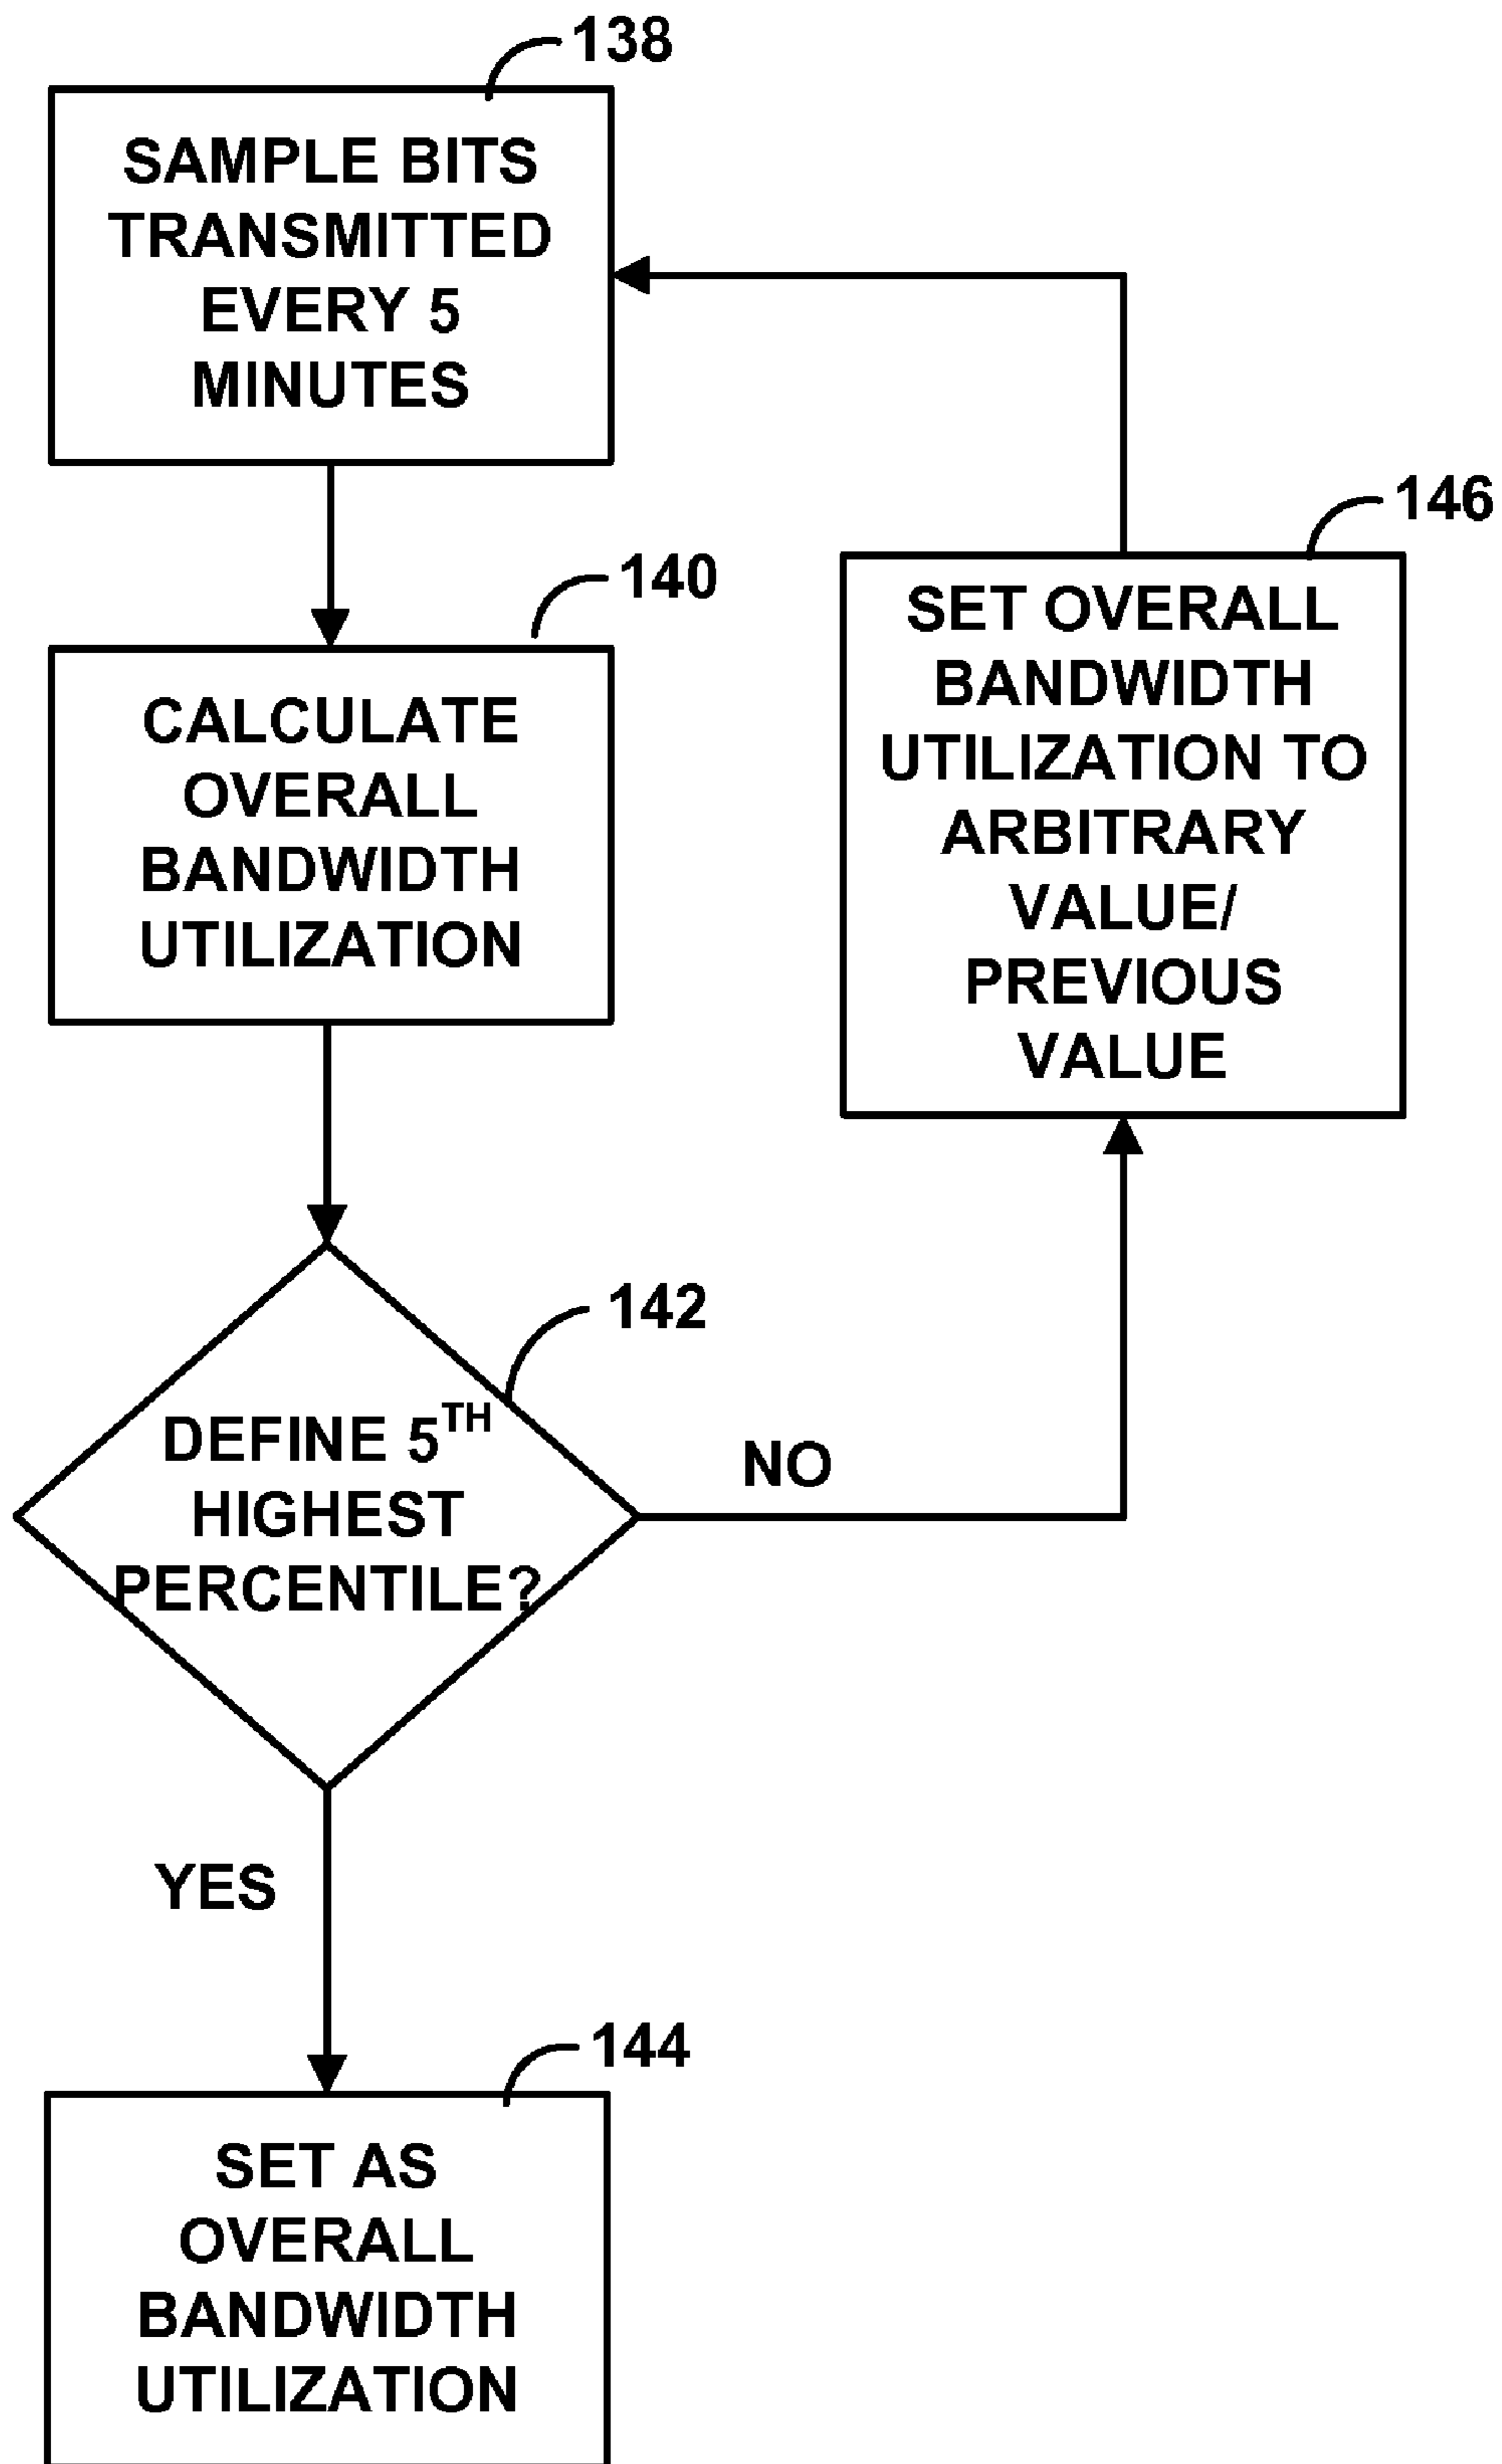 138
SAMPLE BITS
TRANSMITTED
EVERY 5
MINUTES
140
CALCULATE
OVERALL
BANDWIDTH
UTILIZATION
146
SET OVERALL
BANDWIDTH
UTILIZATION TO
ARBITRARY
VALUE/
PREVIOUS
VALUE
142
DEFINE 5TH
HIGHEST
PERCENTILE?
NO
YES
144
SET AS
OVERALL
BANDWIDTH
UTILIZATION